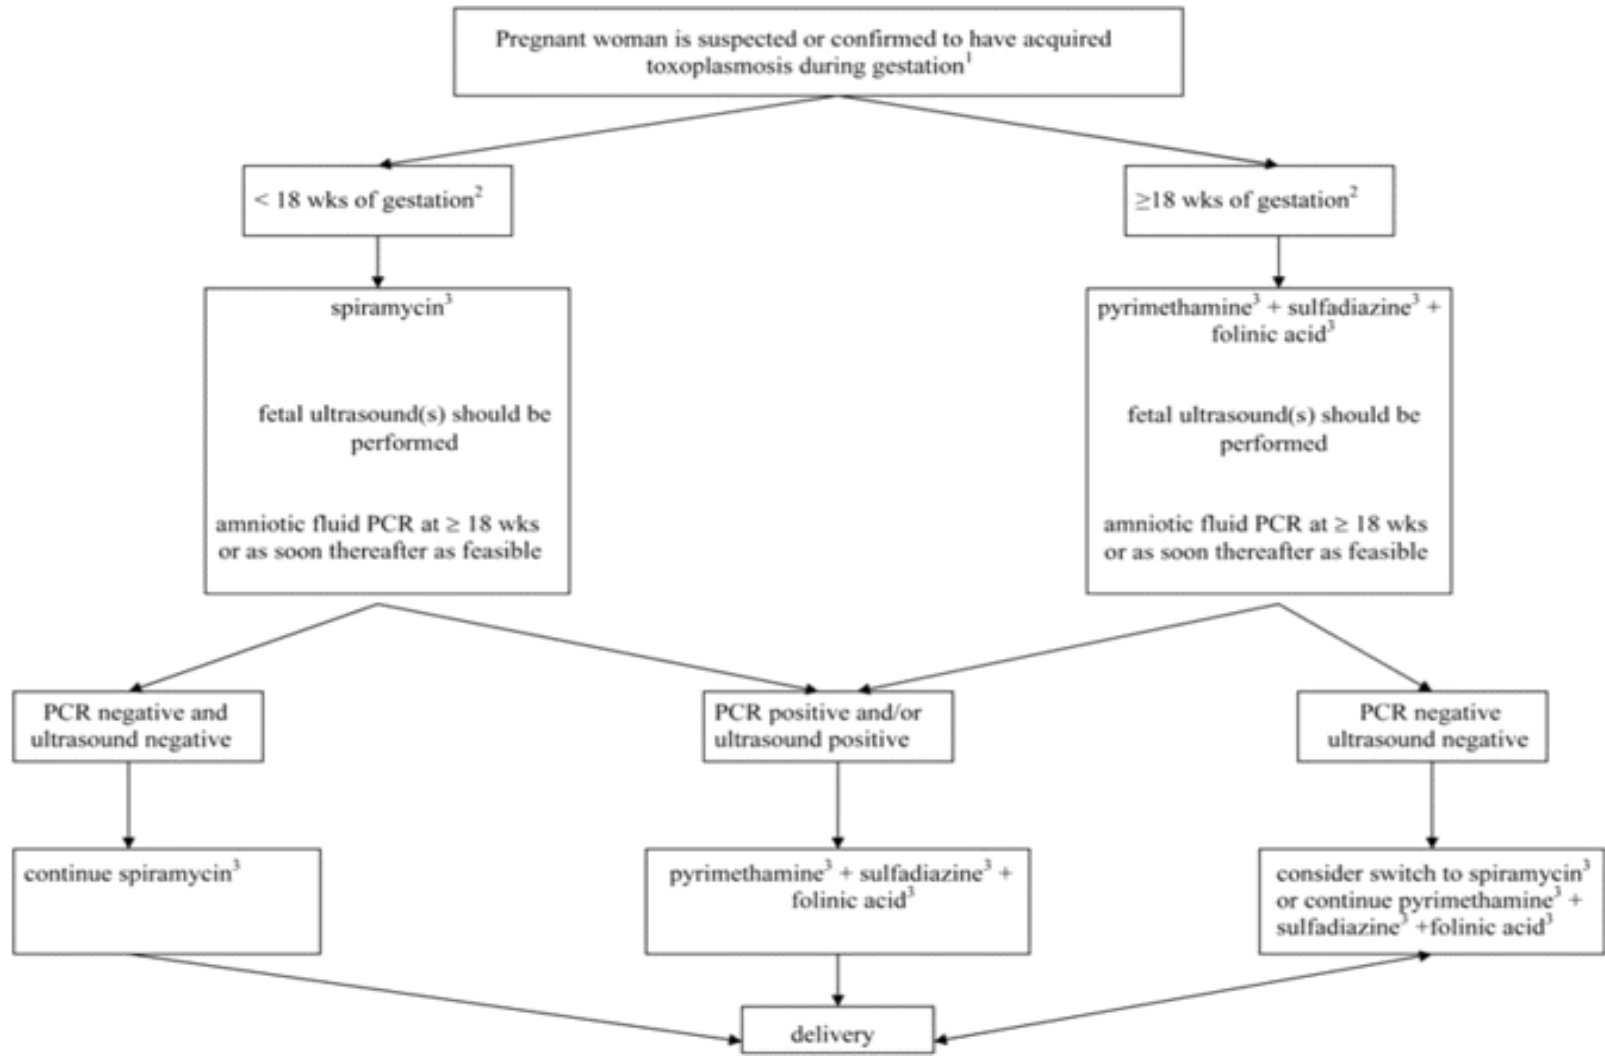 Pregnant woman is suspected or confirmed to have acquired
toxoplasmosis during gestation¹
< 18 wks of gestation²
≥18 wks of gestation²
spiramycin³
fetal ultrasound(s) should be
performed
amniotic fluid PCR at ≥ 18 wks
or as soon thereafter as feasible
pyrimethamine³ + sulfadiazine³ +
folinic acid³
fetal ultrasound(s) should be
performed
amniotic fluid PCR at ≥ 18 wks
or as soon thereafter as feasible
PCR negative and
ultrasound negative
PCR positive and/or
ultrasound positive
PCR negative
ultrasound negative
continue spiramycin³
pyrimethamine³ + sulfadiazine³ +
folinic acid³
consider switch to spiramycin³
or continue pyrimethamine³ +
sulfadiazine³ +folinic acid³
delivery